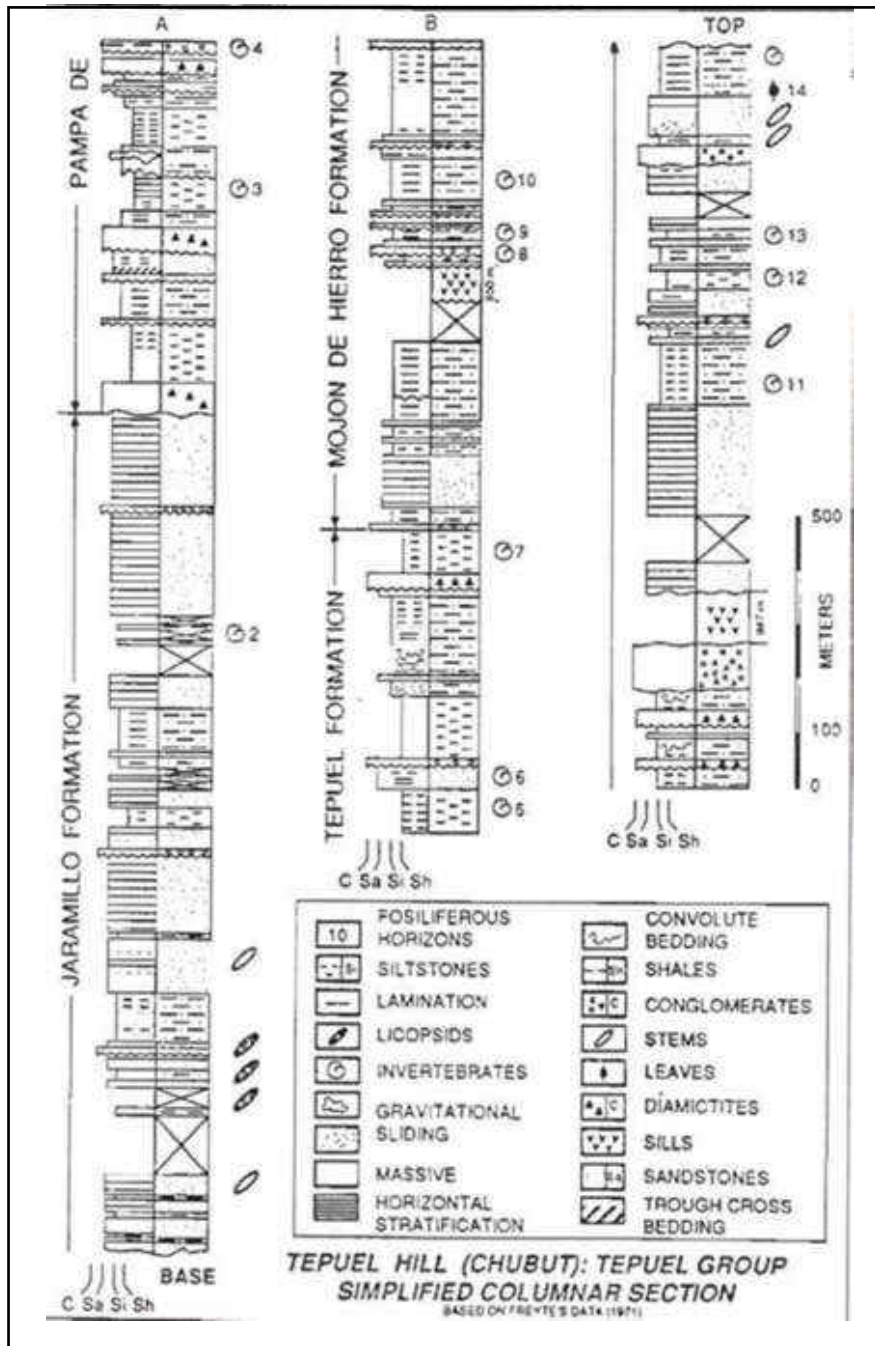 A
B
TOP
PAMPA DE
JARAMILLO FORMATION
4
3
2
BASE
C Sa Si Sh
MOJON DE HIERRO FORMATION
TEPUEL FORMATION
10
9
8
7
6
5
C Sa Si Sh
14
13
12
11
500
100
0
METERS
C Sa Si Sh
10 FOSILIFEROUS
HORIZONS
SILTSTONES
LAMINATION
LICOPSIDS
INVERTEBRATES
GRAVITATIONAL
SLIDING
MASSIVE
HORIZONTAL
STRATIFICATION
CONVOLUTE
BEDDING
SHALES
C CONGLOMERATES
STEMS
LEAVES
C DIAMICTITES
SILLS
SANDSTONES
TROUGH CROSS
BEDDING
TEPUEL HILL (CHUBUT): TEPUEL GROUP
SIMPLIFIED COLUMNAR SECTION
BASED ON FREYTE'S DATA (1971)